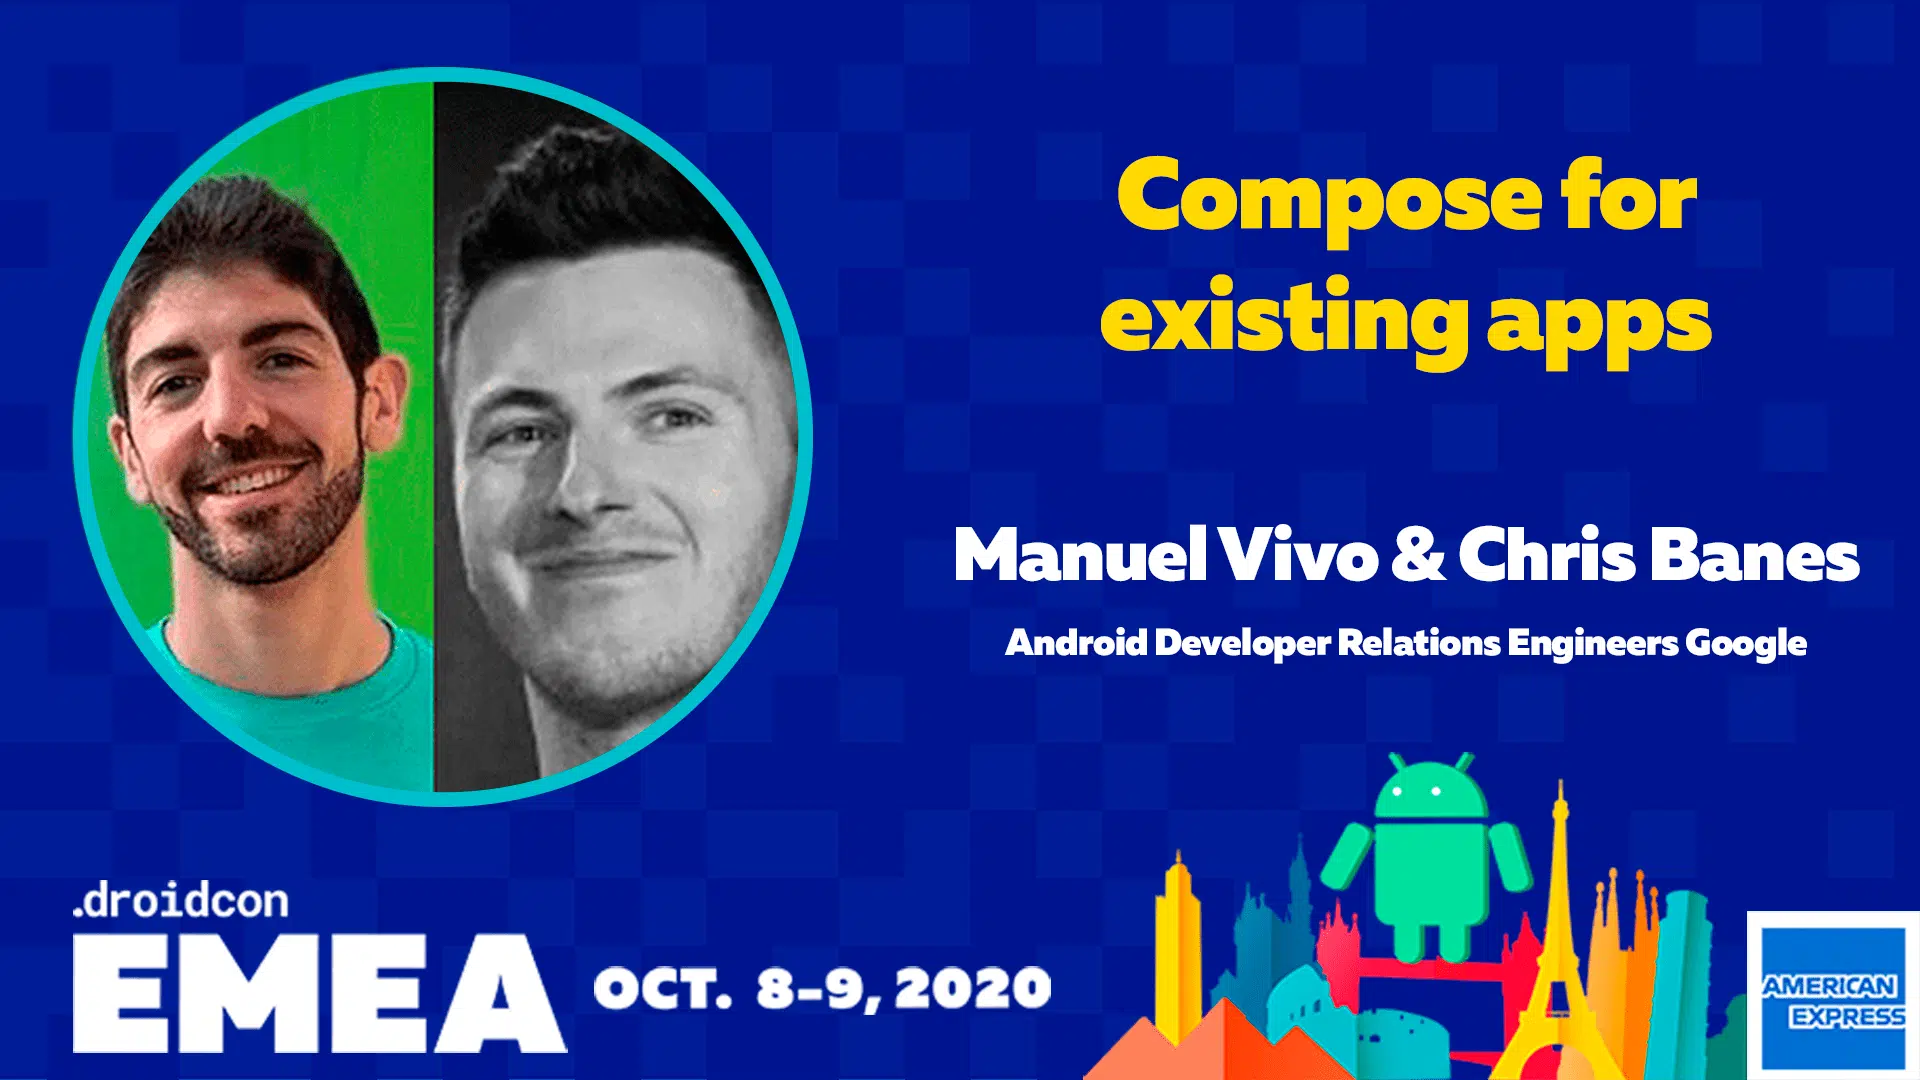 Compose for
existing apps
Manuel Vivo & Chris Banes
Android Developer Relations Engineers Google
.droidcon
EMEA
OCT. 8-9, 2020
AMERICAN
EXPRESS